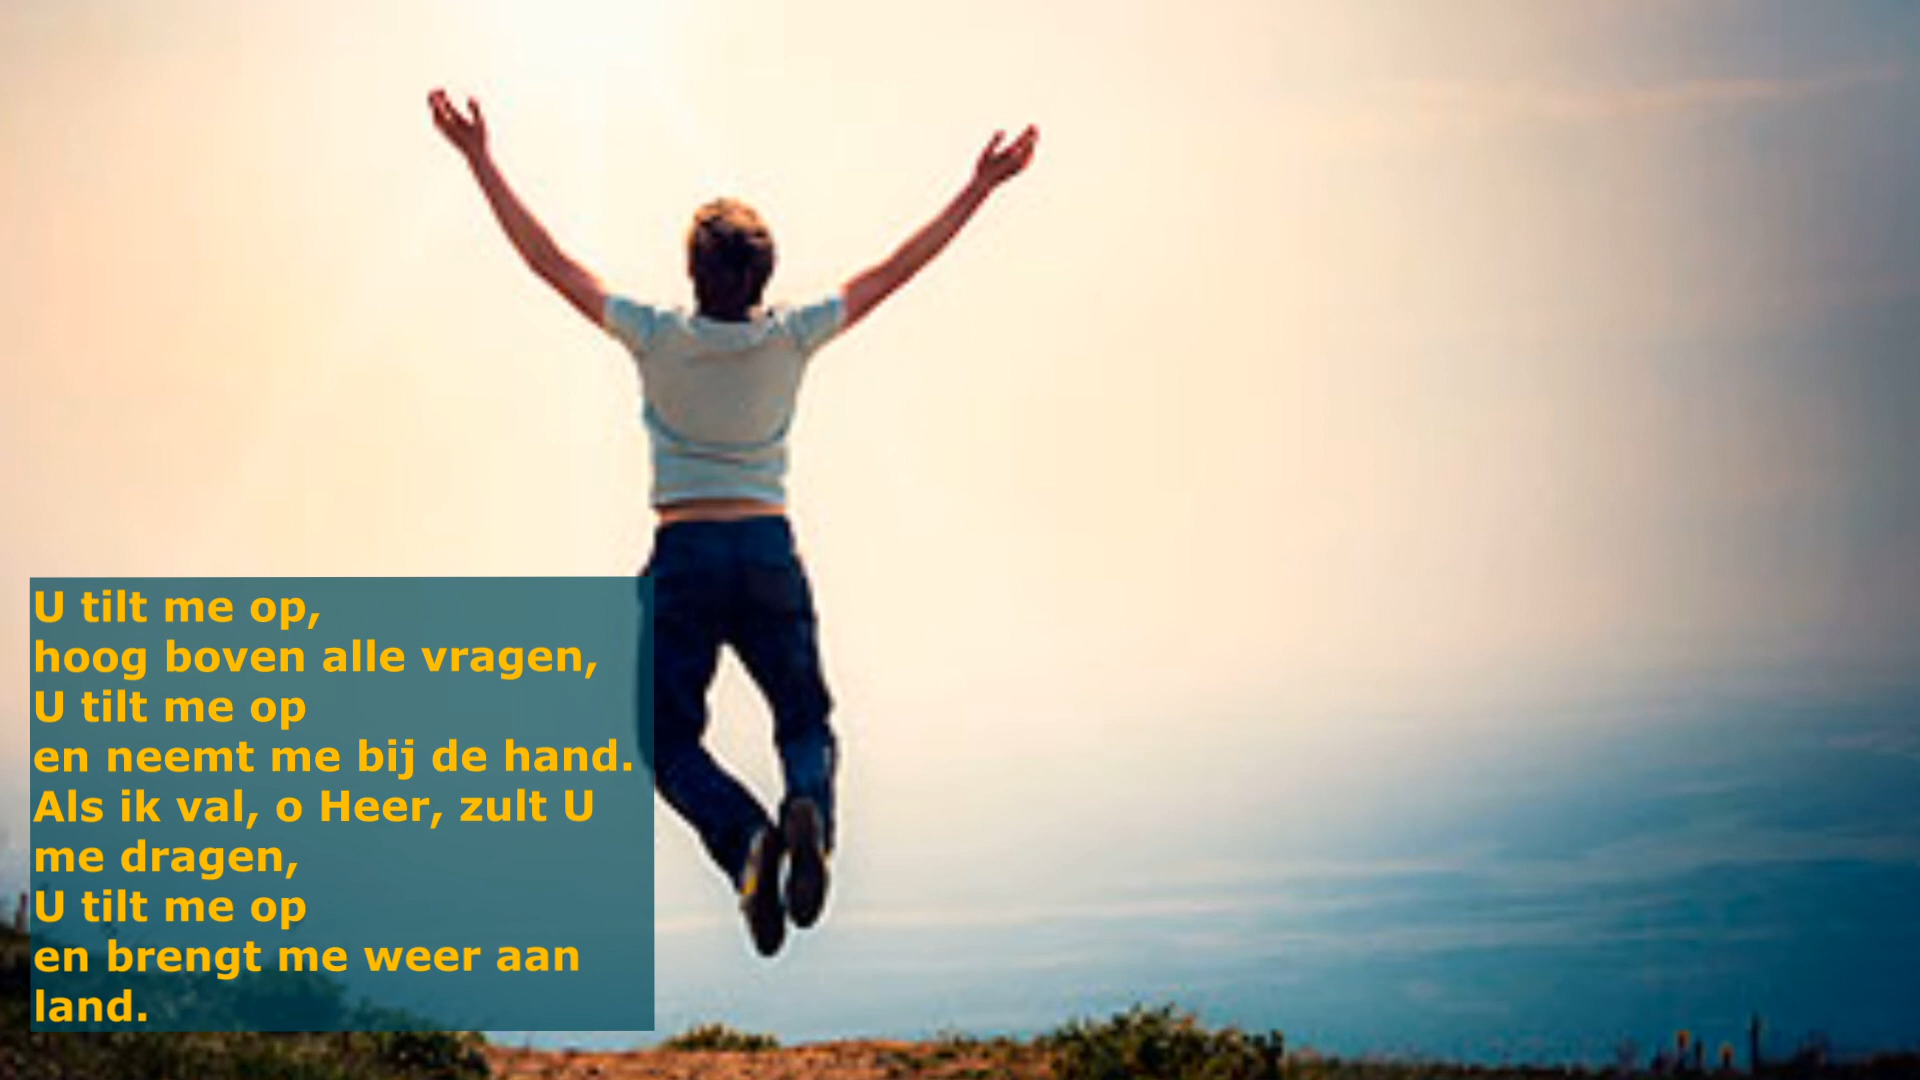 U tilt me op,
hoog boven alle vragen,
U tilt me op
en neemt me bij de hand.
Als ik val, o Heer, zult U
me dragen,
U tilt me op
en brengt me weer aan
land.